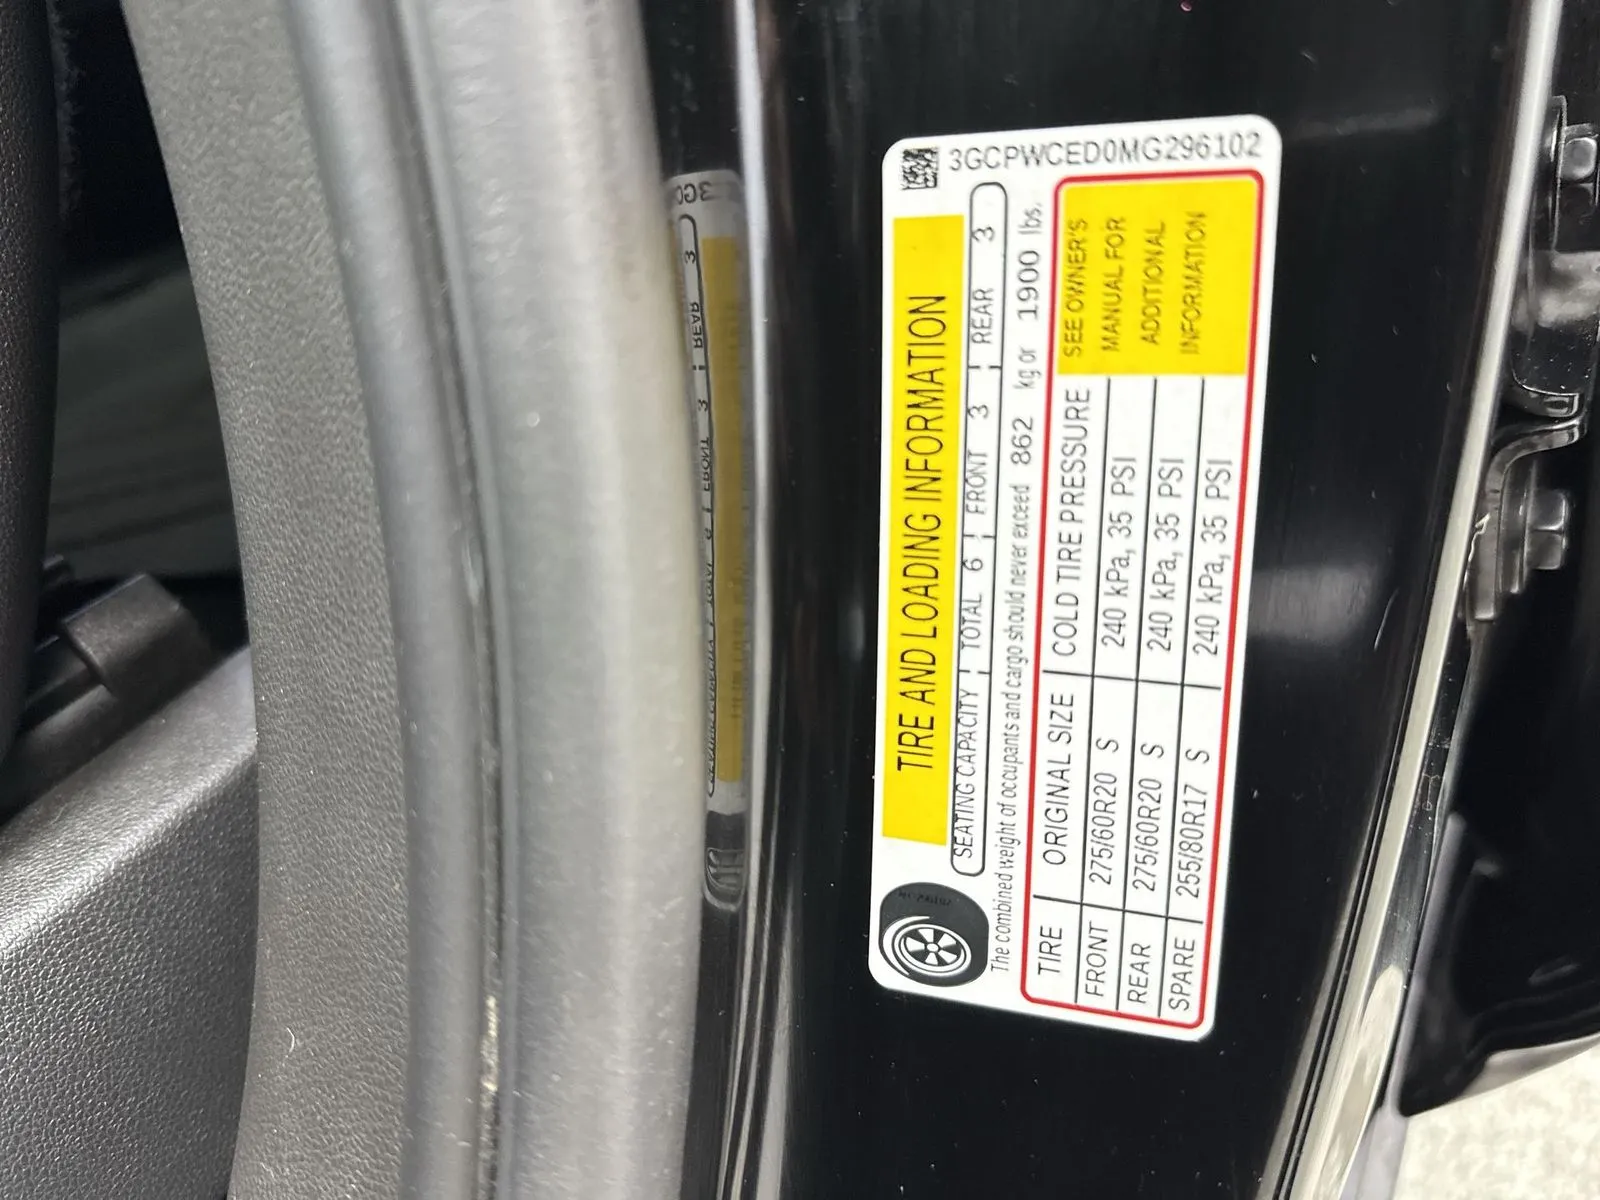 3GCPWCED0MG296102
TIRE AND LOADING INFORMATION
SEATING CAPACITY | TOTAL 6 | FRONT 3 | REAR 3
The combined weight of occupants and cargo should never exceed 862 kg or 1900 lbs.
TIRE ORIGINAL SIZE COLD TIRE PRESSURE
FRONT 275/60R20 S 240 kPa, 35 PSI
REAR 275/60R20 S 240 kPa, 35 PSI
SPARE 255/80R17 S 240 kPa, 35 PSI
SEE OWNER'S
MANUAL FOR
ADDITIONAL
INFORMATION